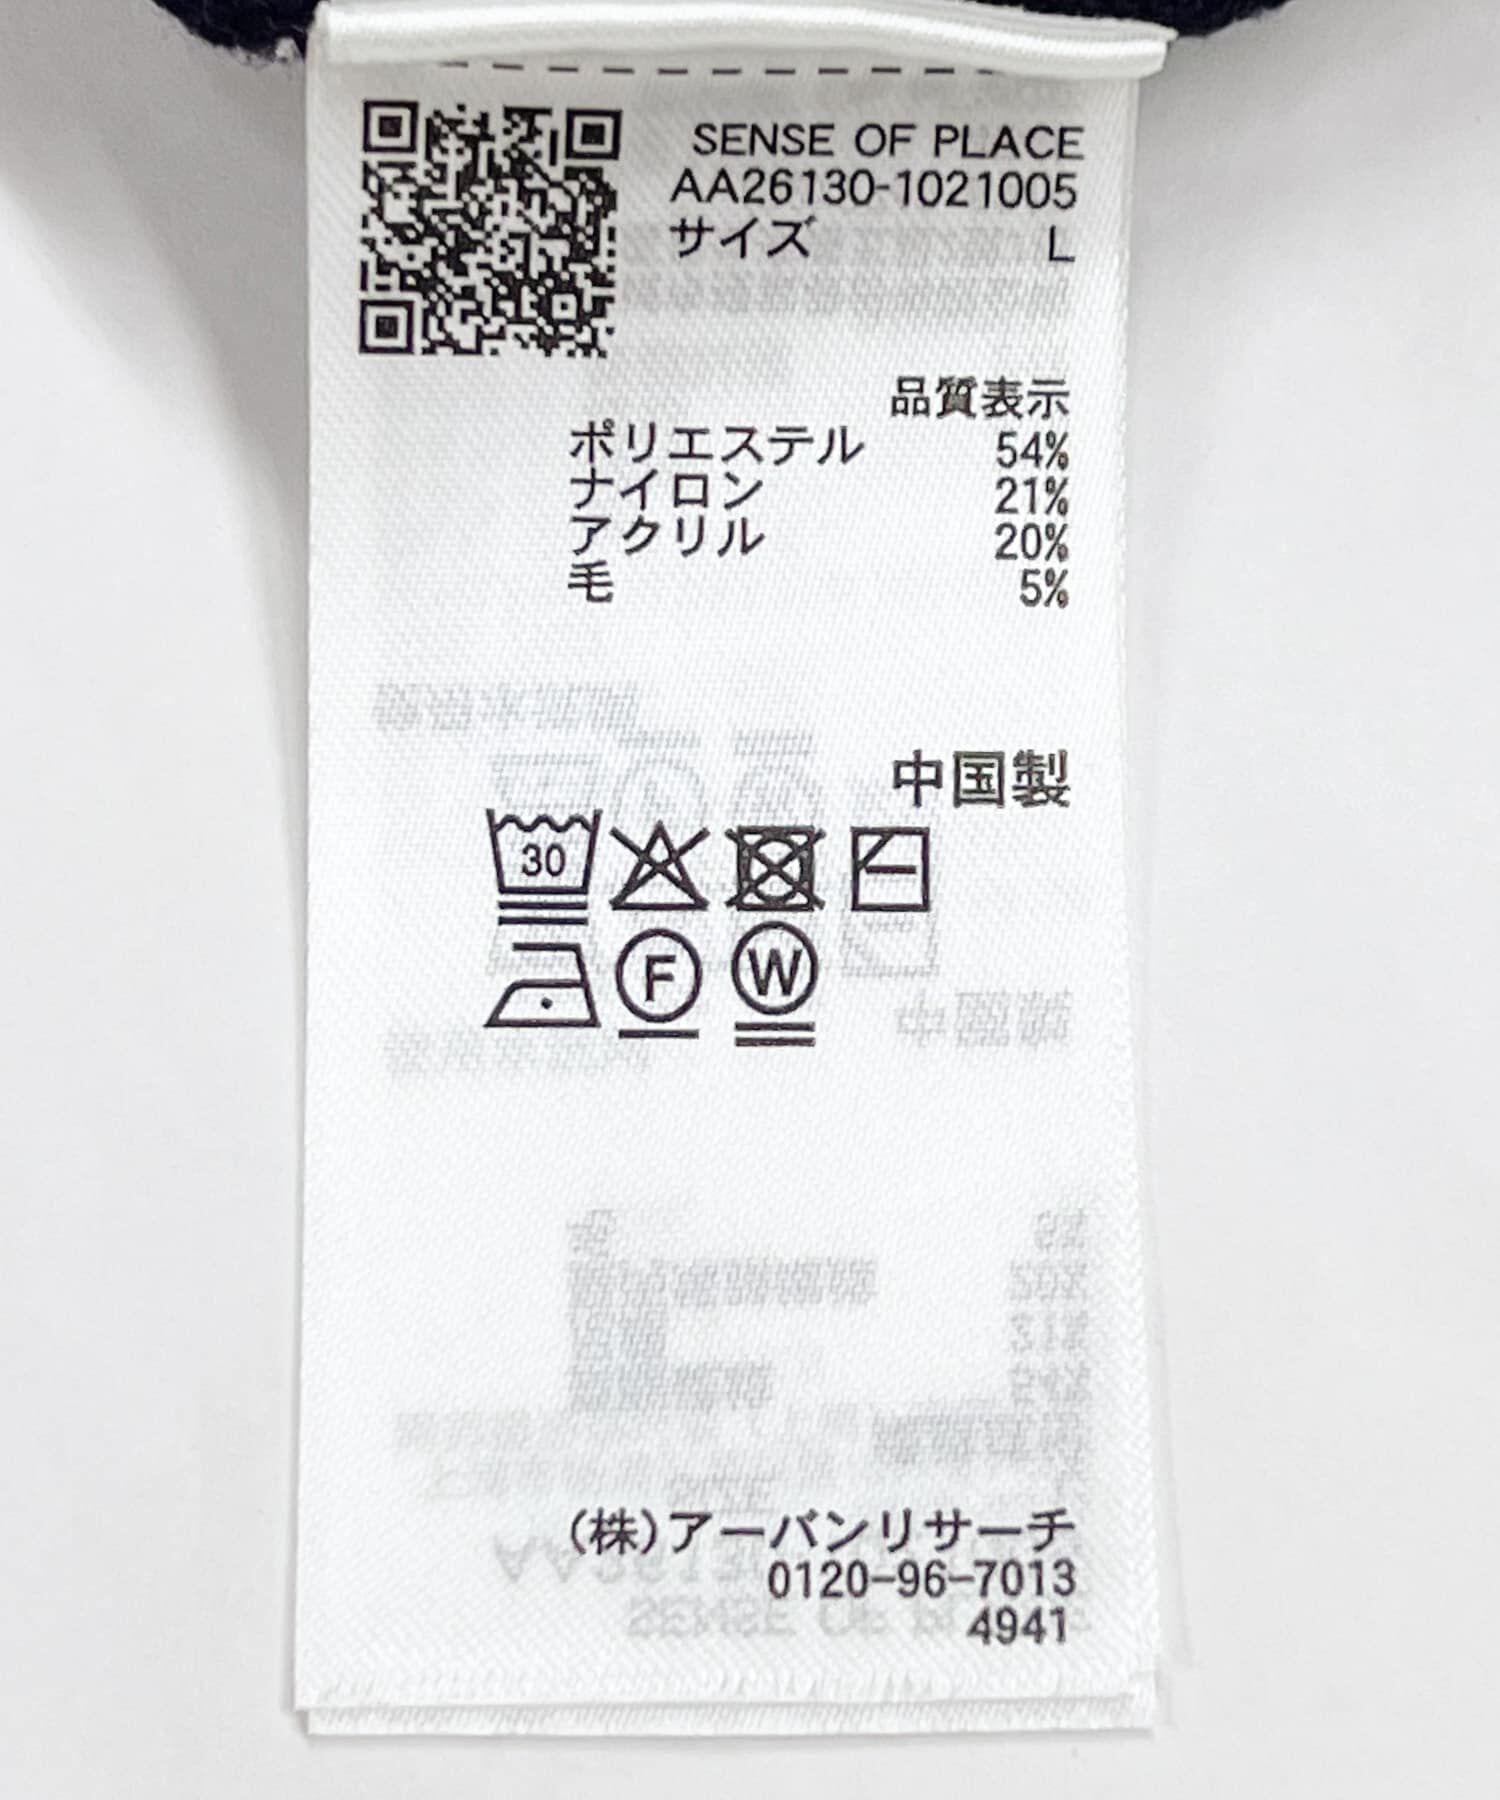 SENSE OF PLACE
AA26130-1021005
サイズ L
品質表示
ポリエステル 54%
ナイロン 21%
アクリル 20%
毛 5%
中国製
30
F W
(株)アーバンリサーチ
0120-96-7013
4941